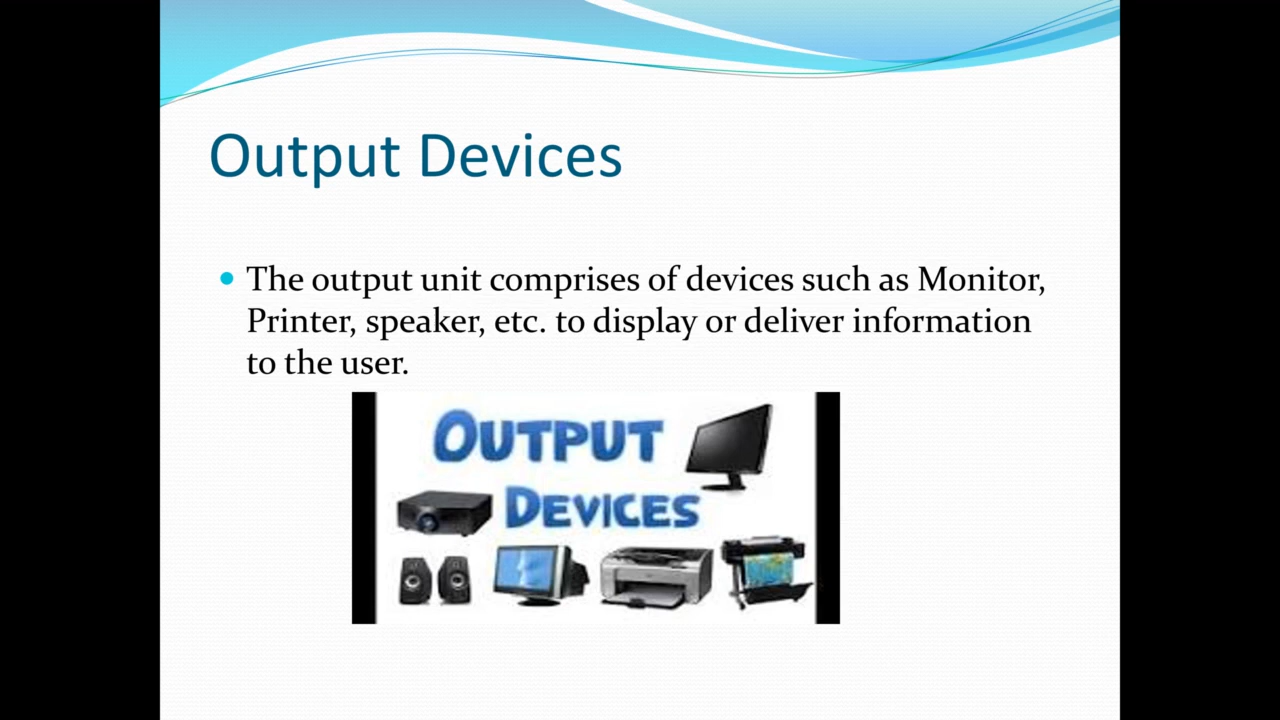 Output Devices
• The output unit comprises of devices such as Monitor,
Printer, speaker, etc. to display or deliver information
to the user.
OUTPUT
DEVICES